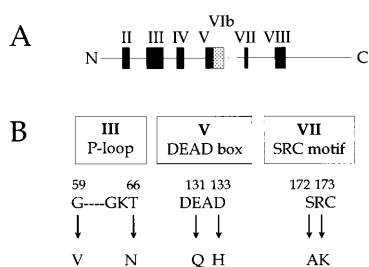 A
VIb
II III IV V VII VIII
N C
B
III V VII
P-loop DEAD box SRC motif
59 66 131 133 172 173
G----GKT DEAD SRC
V N Q H AK